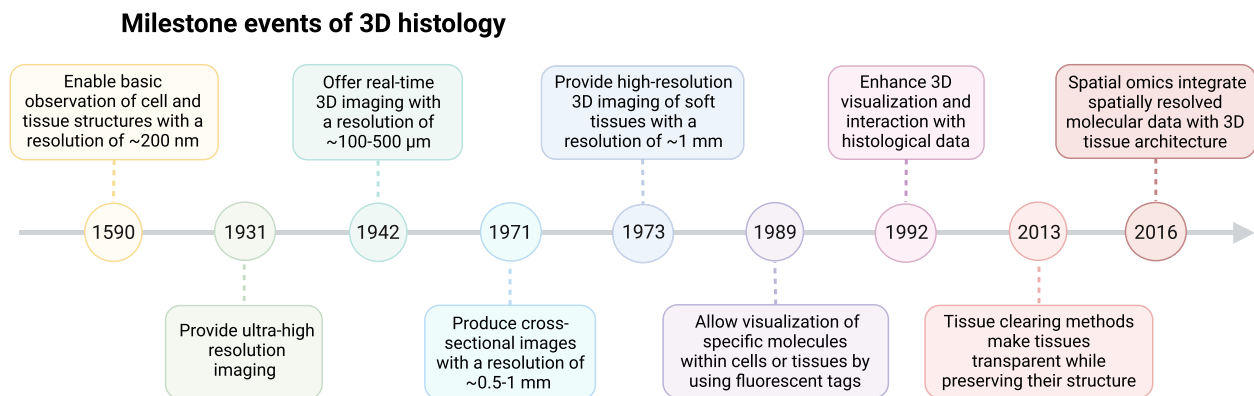 Milestone events of 3D histology
Enable basic
observation of cell and
tissue structures with a
resolution of ~200 nm
Offer real-time
3D imaging with
a resolution of
~100-500 µm
Provide high-resolution
3D imaging of soft
tissues with a
resolution of ~1 mm
Enhance 3D
visualization and
interaction with
histological data
Spatial omics integrate
spatially resolved
molecular data with 3D
tissue architecture
1590
1931
1942
1971
1973
1989
1992
2013
2016
Provide ultra-high
resolution
imaging
Produce cross-
sectional images
with a resolution of
~0.5-1 mm
Allow visualization of
specific molecules
within cells or tissues by
using fluorescent tags
Tissue clearing methods
make tissues
transparent while
preserving their structure